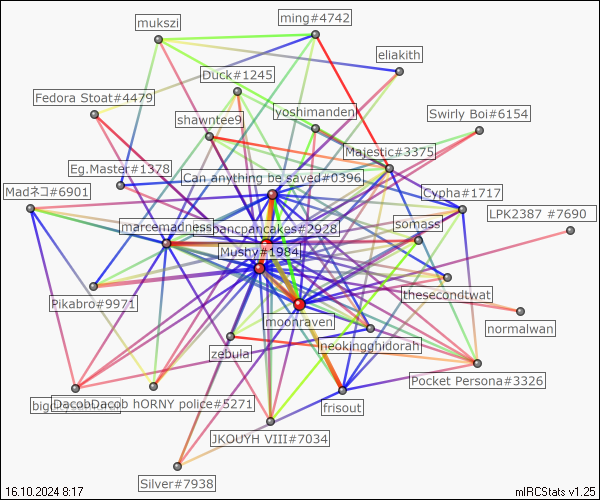 mukszi
ming#4742
eliakith
Duck#1245
Fedora Stoat#4479
yoshimanden
shawntee9
Swirly Boi#6154
Majestic#3375
Eg.Master#1378
Can anything be saved#0396
Madネコ#6901
Cypha#1717
LPK2387 #7690
marcemadness
bancpancakes#2928
somass
Mushy#1984
Pikabro#9971
thesecondtwat
moonraven
normalwan
neokingghidorah
zebula
Pocket Persona#3326
DacobDacob hORNY police#5271
frisout
JKOUYH VIII#7034
Silver#7938
16.10.2024 8:17
mIRCStats v1.25